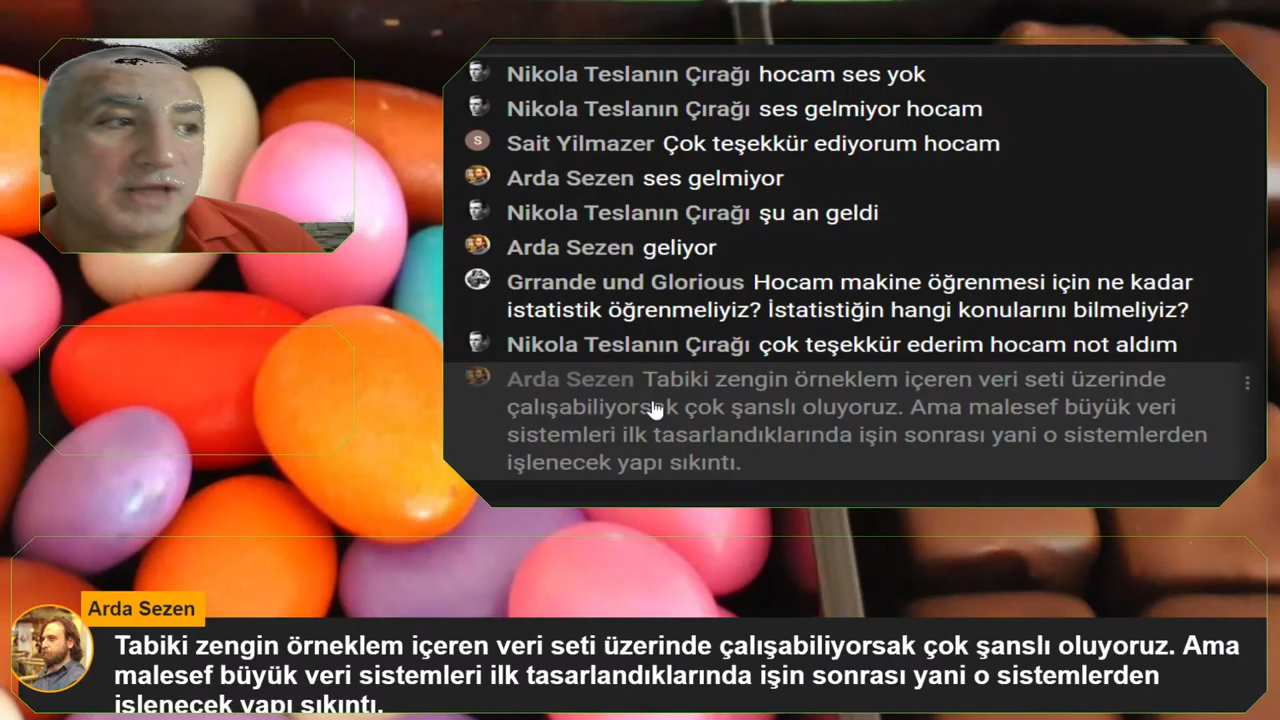 Nikola Teslanın Çırağı hocam ses yok
Nikola Teslanın Çırağı ses gelmiyor hocam
S Sait Yilmazer Çok teşekkür ediyorum hocam
Arda Sezen ses gelmiyor
Nikola Teslanın Çırağı şu an geldi
Arda Sezen geliyor
Grrande und Glorious Hocam makine öğrenmesi için ne kadar
istatistik öğrenmeliyiz? İstatistiğin hangi konularını bilmeliyiz?
Nikola Teslanın Çırağı çok teşekkür ederim hocam not aldım
Arda Sezen Tabiki zengin örneklem içeren veri seti üzerinde
çalışabiliyorsak çok şanslı oluyoruz. Ama malesef büyük veri
sistemleri ilk tasarlandıklarında işin sonrası yani o sistemlerden
işlenecek yapı sıkıntı.
Arda Sezen
Tabiki zengin örneklem içeren veri seti üzerinde çalışabiliyorsak çok şanslı oluyoruz. Ama
malesef büyük veri sistemleri ilk tasarlandıklarında işin sonrası yani o sistemlerden
işlenecek yapı sıkıntı.